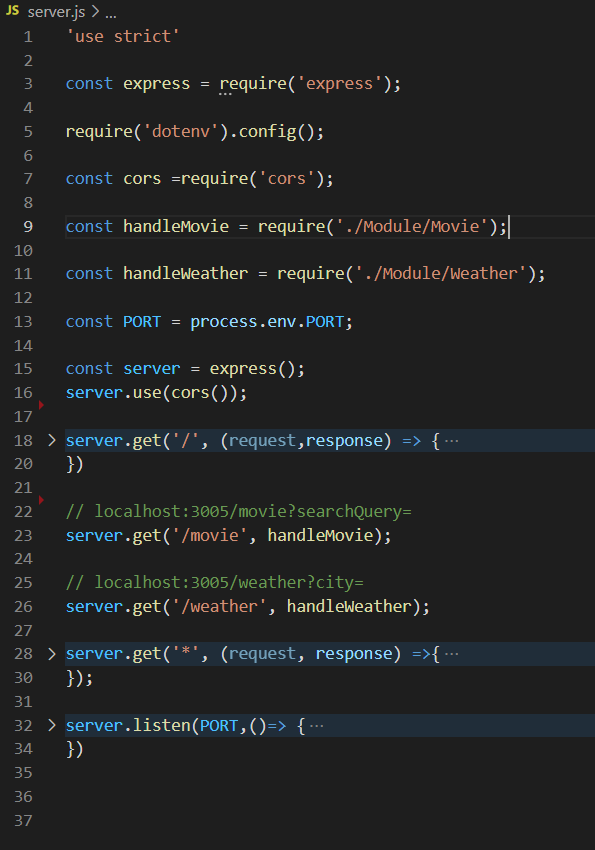 JS server.js > ...
1 'use strict'
2
3 const express = require('express');
4
5 require('dotenv').config();
6
7 const cors =require('cors');
8
9 const handleMovie = require('./Module/Movie');
10
11 const handleWeather = require('./Module/Weather');
12
13 const PORT = process.env.PORT;
14
15 const server = express();
16 server.use(cors());
17
18 > server.get('/', (request,response) => { ···
20 })
21
22 // localhost:3005/movie?searchQuery=
23 server.get('/movie', handleMovie);
24
25 // localhost:3005/weather?city=
26 server.get('/weather', handleWeather);
27
28 > server.get('*', (request, response) =>{ ···
30 });
31
32 > server.listen(PORT,()=> { ···
34 })
35
36
37